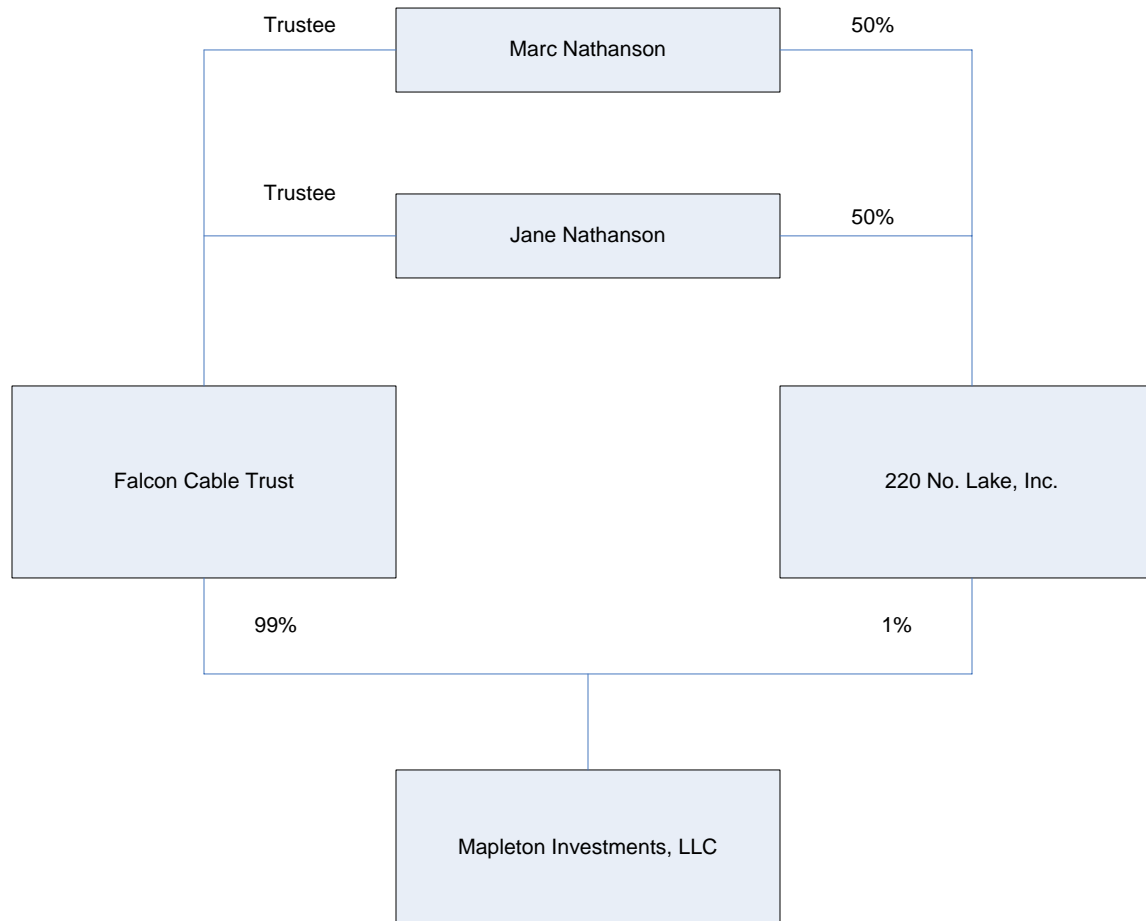 Trustee
Marc Nathanson
50%
Trustee
Jane Nathanson
50%
Falcon Cable Trust
220 No. Lake, Inc.
99%
1%
Mapleton Investments, LLC